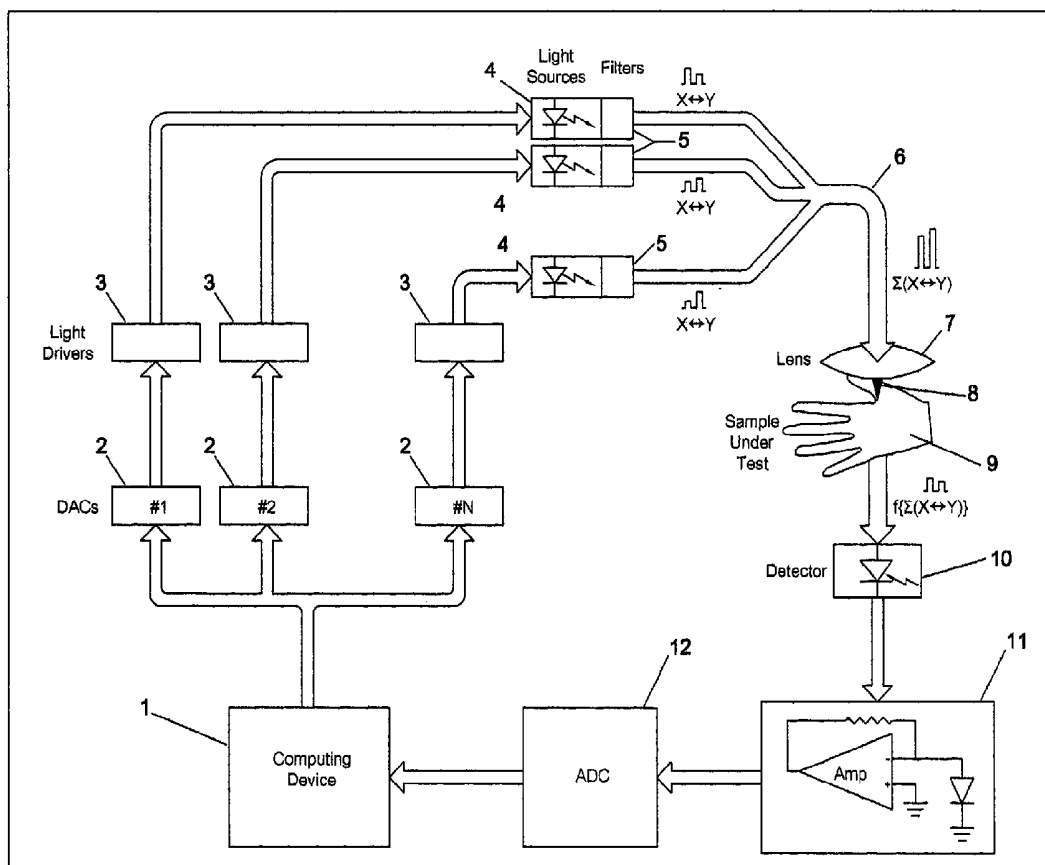 4
Light
Sources
Filters
X↔Y
5
X↔Y
6
4
4
5
X↔Y
Σ(X↔Y)
3
3
3
Light
Drivers
7
Lens
8
Sample
Under
Test
9
2
2
2
DACs
#1
#2
#N
f{Σ(X↔Y)}
Detector
10
12
11
1
Computing
Device
ADC
Amp
-
+